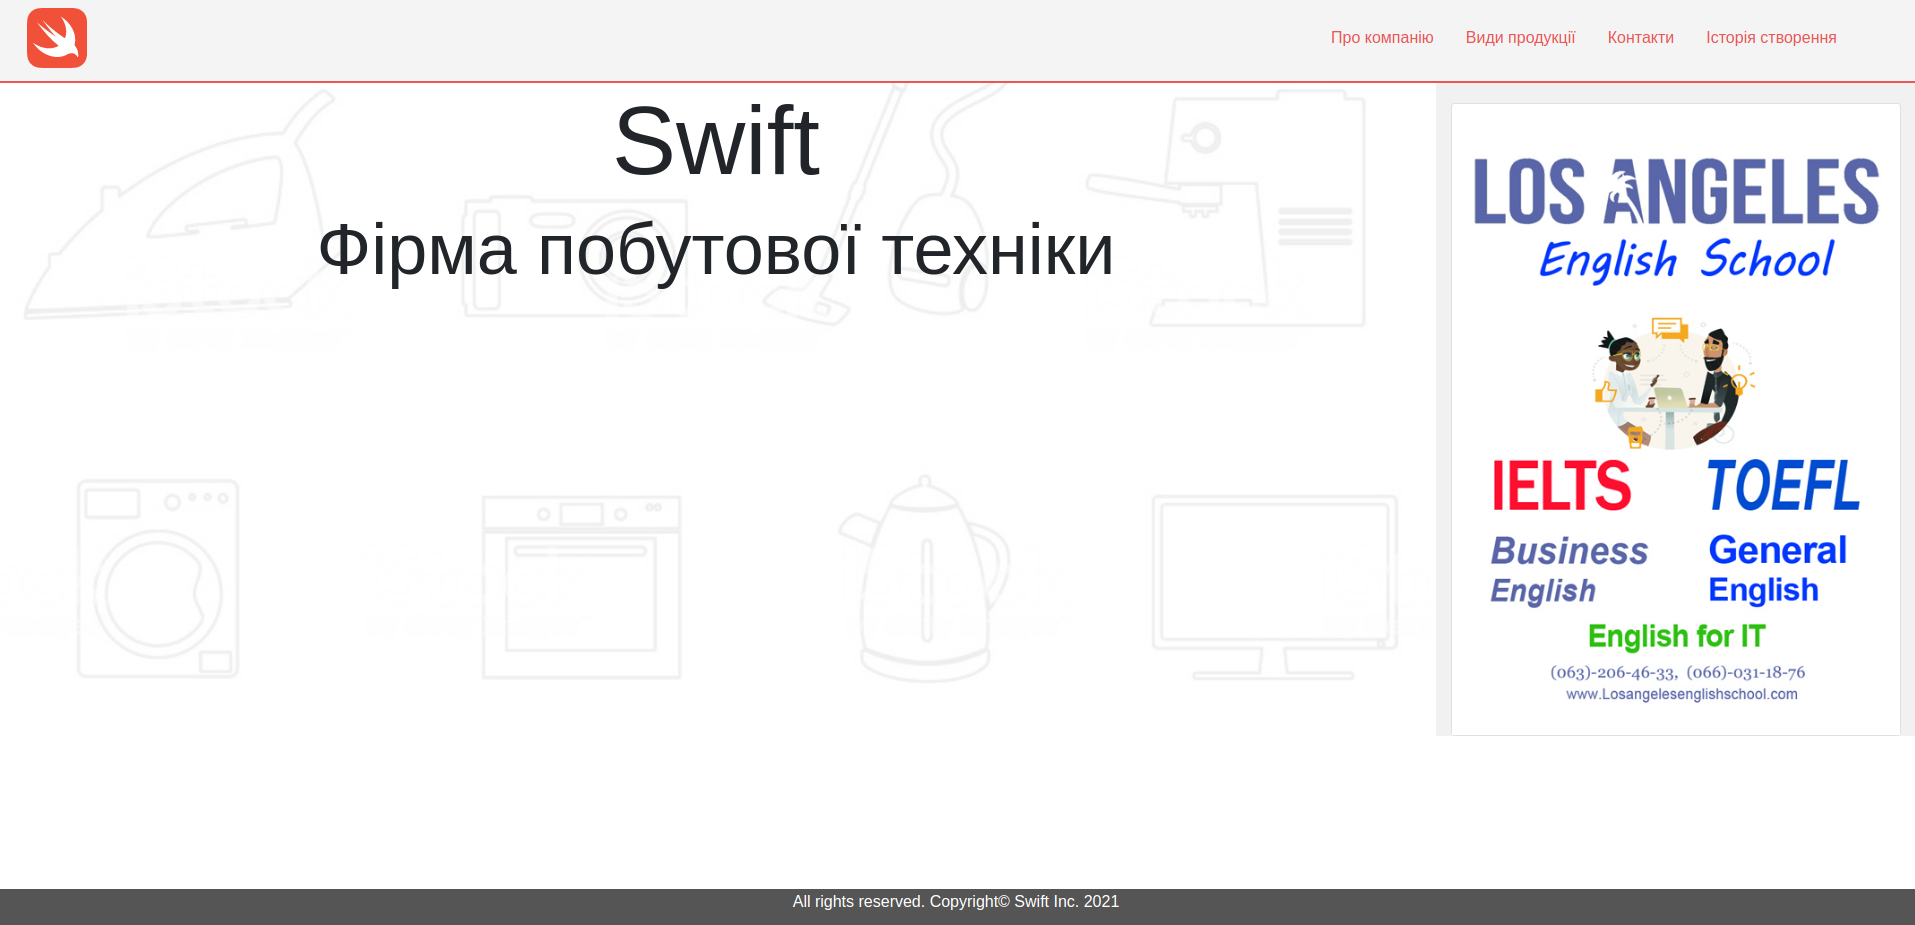 Про компанію
Види продукції
Контакти
Історія створення
Swift
Фірма побутової техніки
LOS ANGELES
English School
IELTS
TOEFL
Business
English
General
English
English for IT
(063)-206-46-33, (066)-031-18-76
www.Losangelesenglishschool.com
All rights reserved. Copyright© Swift Inc. 2021